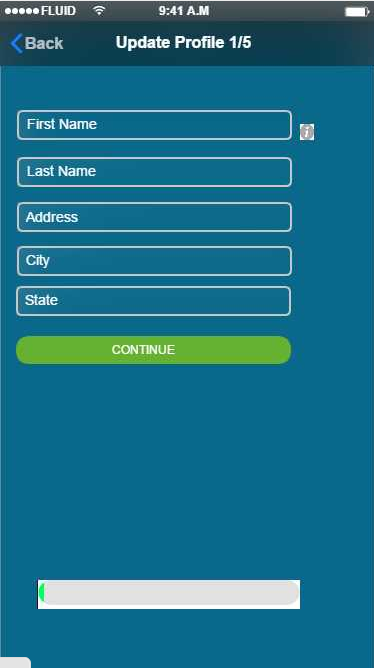 FLUID 9:41 A.M
Back Update Profile 1/5
First Name
i
Last Name
Address
City
State
CONTINUE